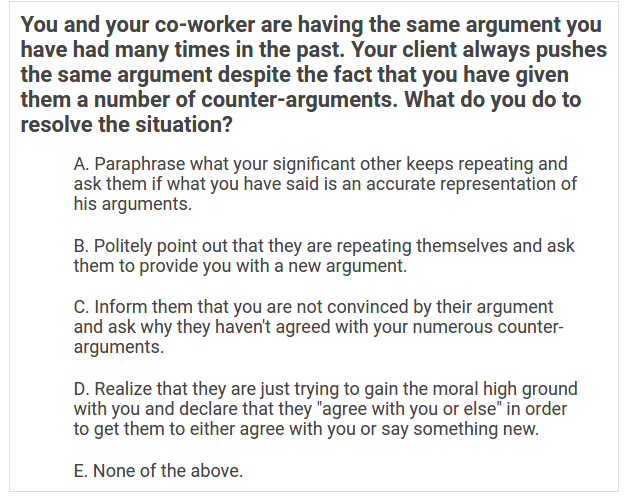 You and your co-worker are having the same argument you
have had many times in the past. Your client always pushes
the same argument despite the fact that you have given
them a number of counter-arguments. What do you do to
resolve the situation?
A. Paraphrase what your significant other keeps repeating and
ask them if what you have said is an accurate representation of
his arguments.
B. Politely point out that they are repeating themselves and ask
them to provide you with a new argument.
C. Inform them that you are not convinced by their argument
and ask why they haven't agreed with your numerous counter-
arguments.
D. Realize that they are just trying to gain the moral high ground
with you and declare that they "agree with you or else" in order
to get them to either agree with you or say something new.
E. None of the above.